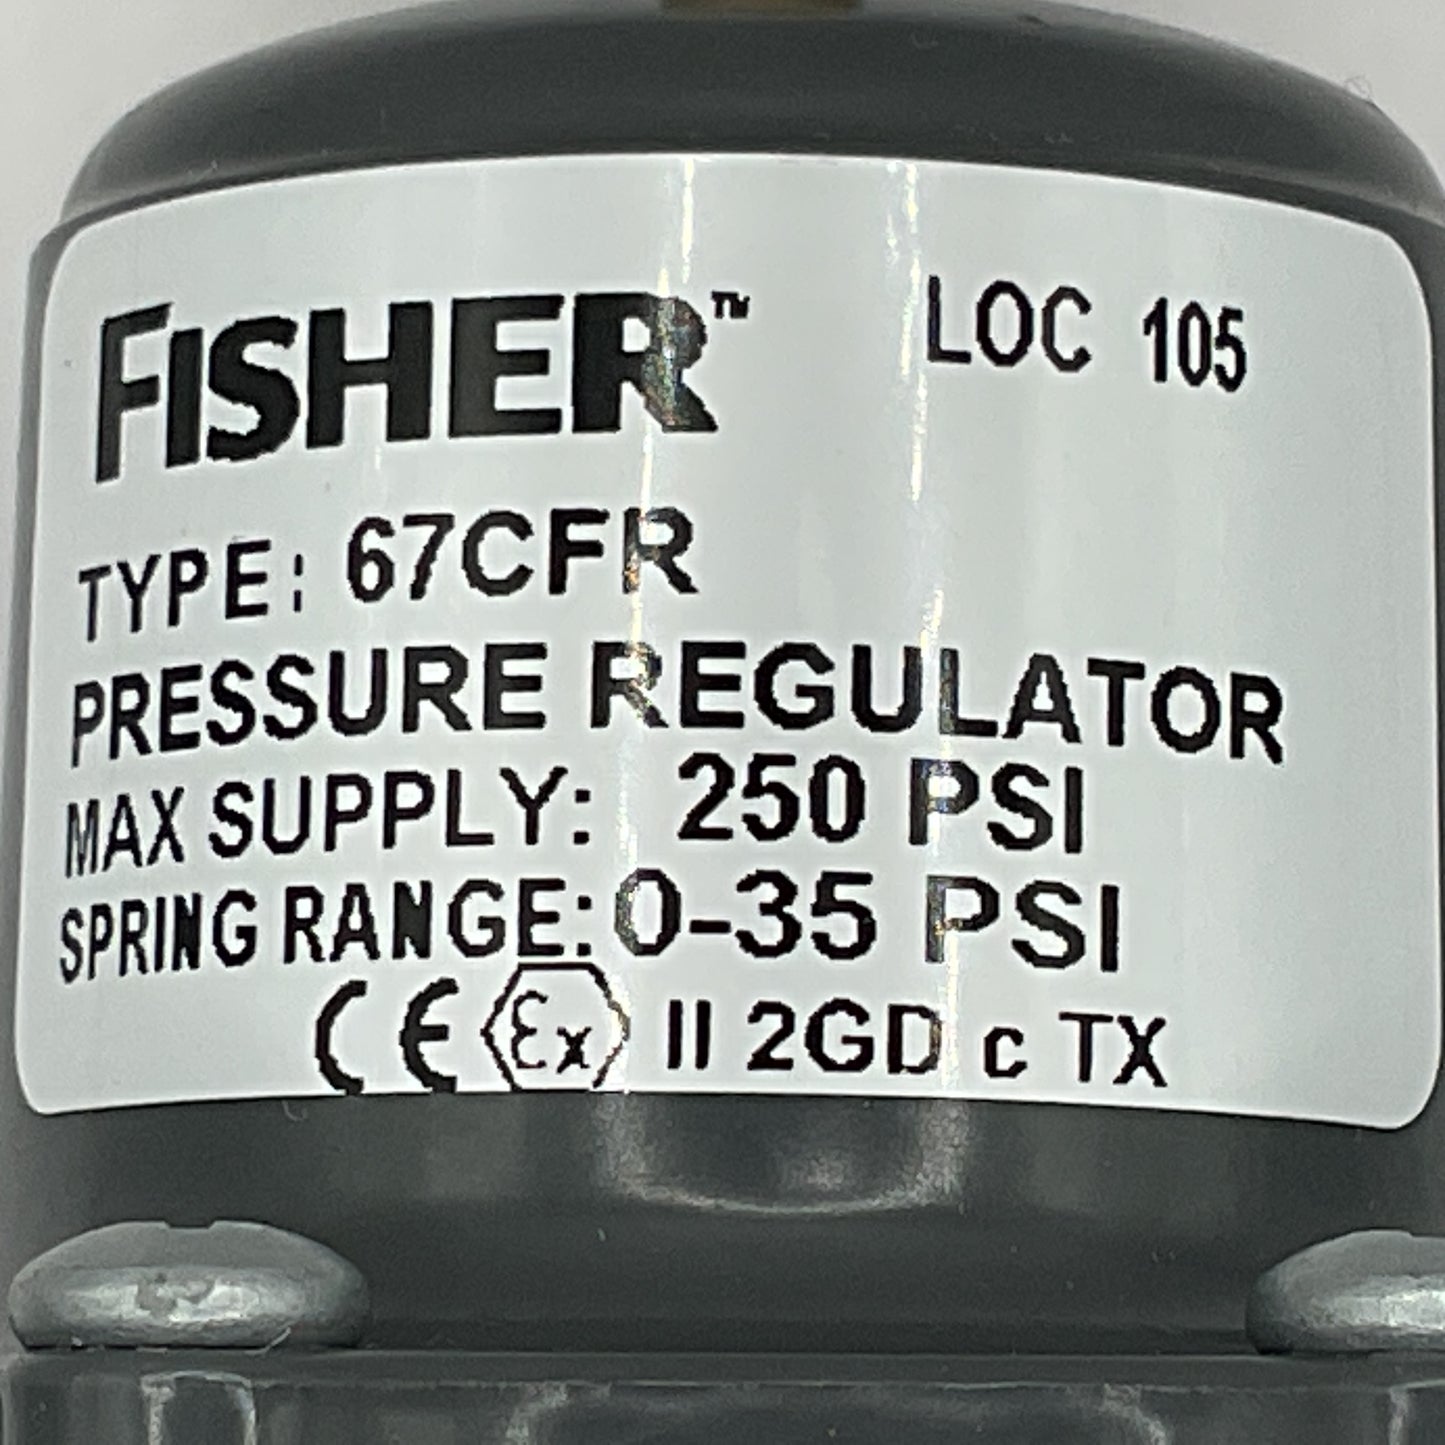 FISHER™ LOC 105
TYPE: 67CFR
PRESSURE REGULATOR
MAX SUPPLY: 250 PSI
SPRING RANGE: 0-35 PSI
CE Ex II 2GD c TX